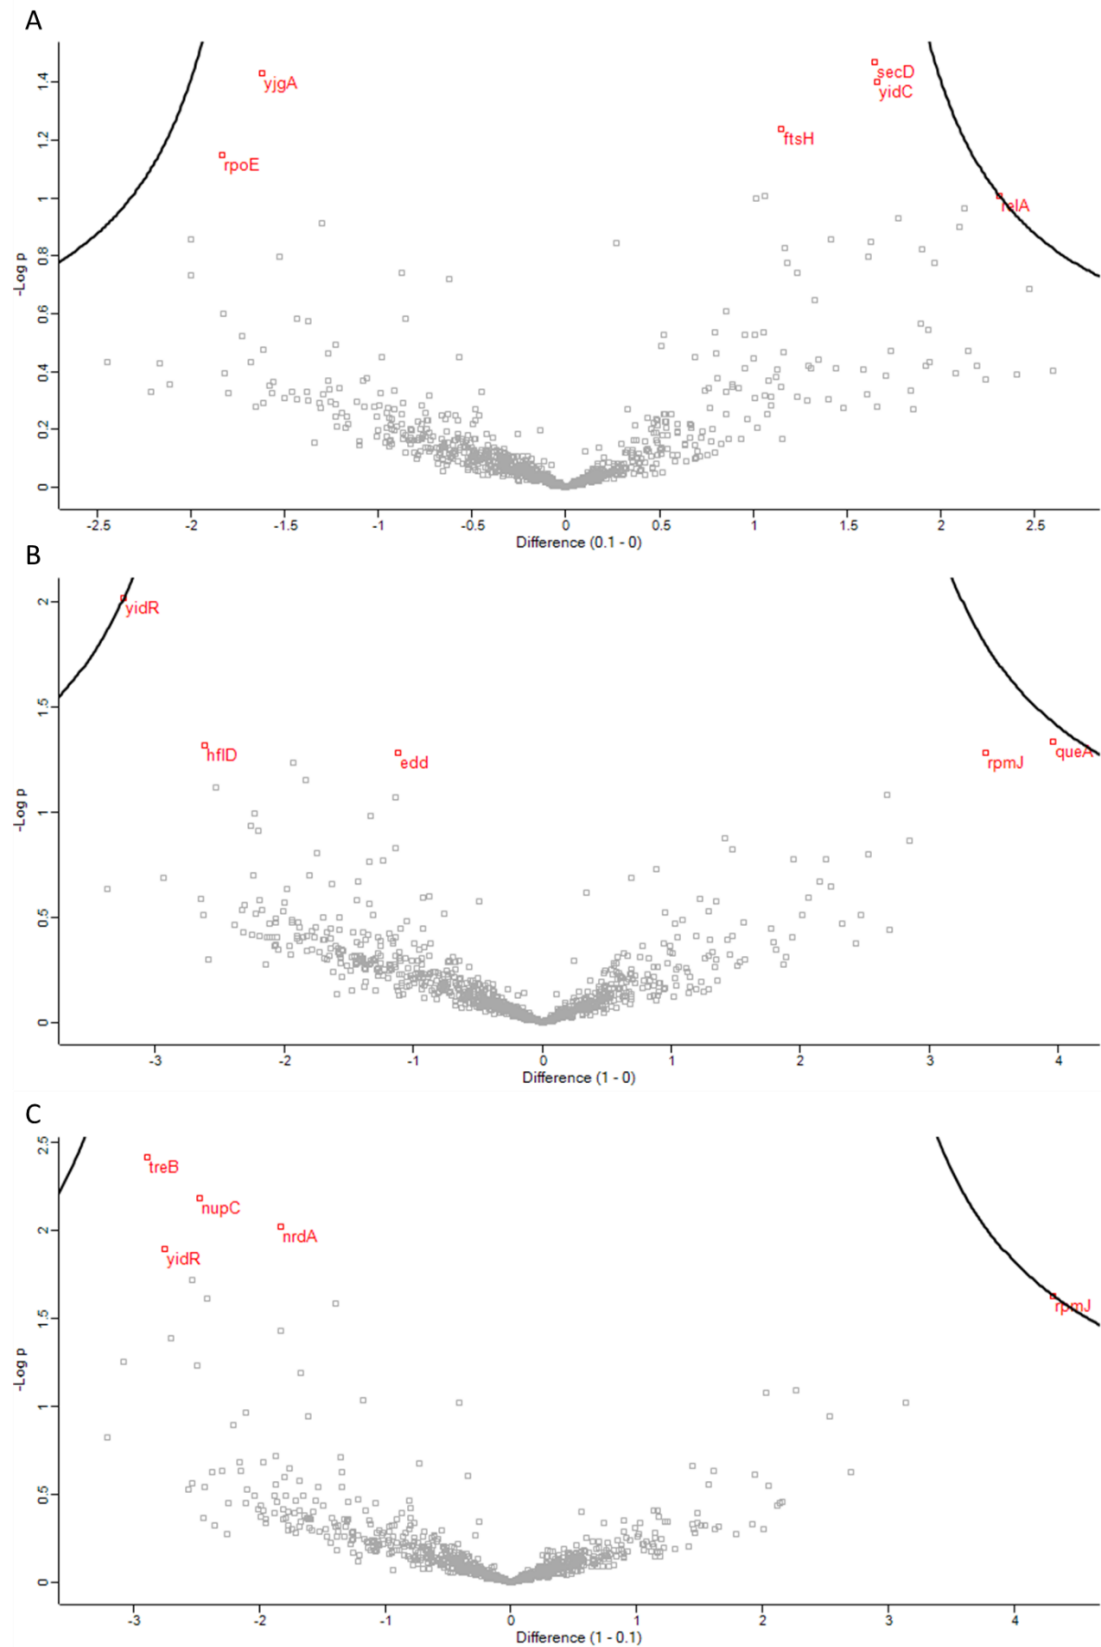 A
1.4
1.2
1
0.8
0.6
0.4
0.2
0
-Log p
yjgA
rpoE
secD
yidC
ftsH
relA
-2.5 -2 -1.5 -1 -0.5 0 0.5 1 1.5 2 2.5
Difference (0.1 - 0)
B
2
1.5
1
0.5
0
-Log p
yidR
hflD
edd
rpmJ
queA
-3 -2 -1 0 1 2 3 4
Difference (1 - 0)
C
2.5
2
1.5
1
0.5
0
-Log p
treB
nupC
nrdA
yidR
rpmJ
-3 -2 -1 0 1 2 3 4
Difference (1 - 0.1)